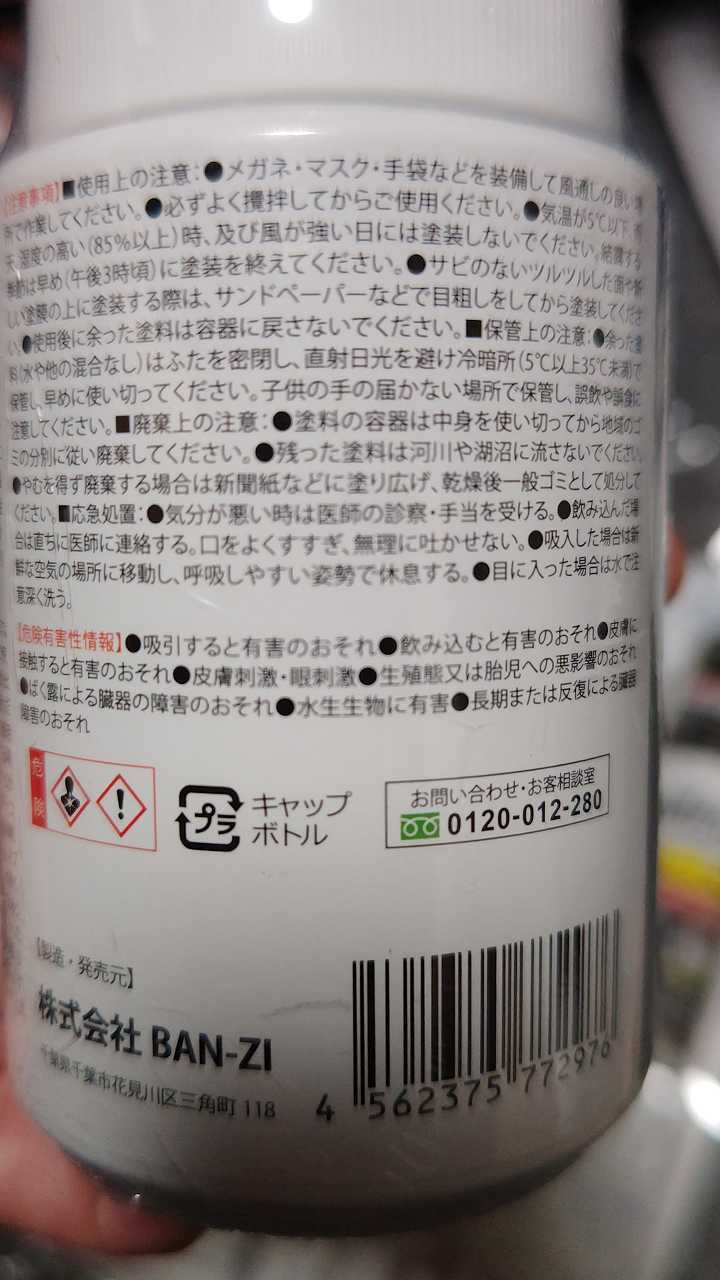 【注意事項】■使用上の注意：●メガネ・マスク・手袋などを装備して風通しの良い場
所で作業してください。●必ずよく攪拌してからご使用ください。●気温が5℃以下、雨
天、湿度の高い(85%以上)時、及び風が強い日には塗装しないでください。結露する
季節は早め(午後3時頃)に塗装を終えてください。●サビのないツルツルした面や新
しい塗膜の上に塗装する際は、サンドペーパーなどで目粗しをしてから塗装してくださ
い。●使用後に余った塗料は容器に戻さないでください。■保管上の注意：●余った塗
料(水や他の混合なし)はふたを密閉し、直射日光を避け冷暗所(5℃以上35℃未満)で
保管し、早めに使い切ってください。子供の手の届かない場所で保管し、誤飲や誤食に
注意してください。■廃棄上の注意：●塗料の容器は中身を使い切ってから地域のゴ
ミの分別に従い廃棄してください。●残った塗料は河川や湖沼に流さないでください。
●やむを得ず廃棄する場合は新聞紙などに塗り広げ、乾燥後一般ゴミとして処分して
ください。■応急処置：●気分が悪い時は医師の診察・手当を受ける。●飲み込んだ場
合は直ちに医師に連絡する。口をよくすすぎ、無理に吐かせない。●吸入した場合は新
鮮な空気の場所に移動し、呼吸しやすい姿勢で休息する。●目に入った場合は水で注
意深く洗う。
【危険有害性情報】●吸引すると有害のおそれ●飲み込むと有害のおそれ●皮膚に
接触すると有害のおそれ●皮膚刺激・眼刺激●生殖態又は胎児への悪影響のおそれ
●ばく露による臓器の障害のおそれ●水生生物に有害●長期または反復による臓器
障害のおそれ
危険
プラ
キャップ
ボトル
お問い合わせ・お客相談室
0120-012-280
【製造・発売元】
株式会社 BAN-ZI
千葉県千葉市花見川区三角町 118
4 562375 772976